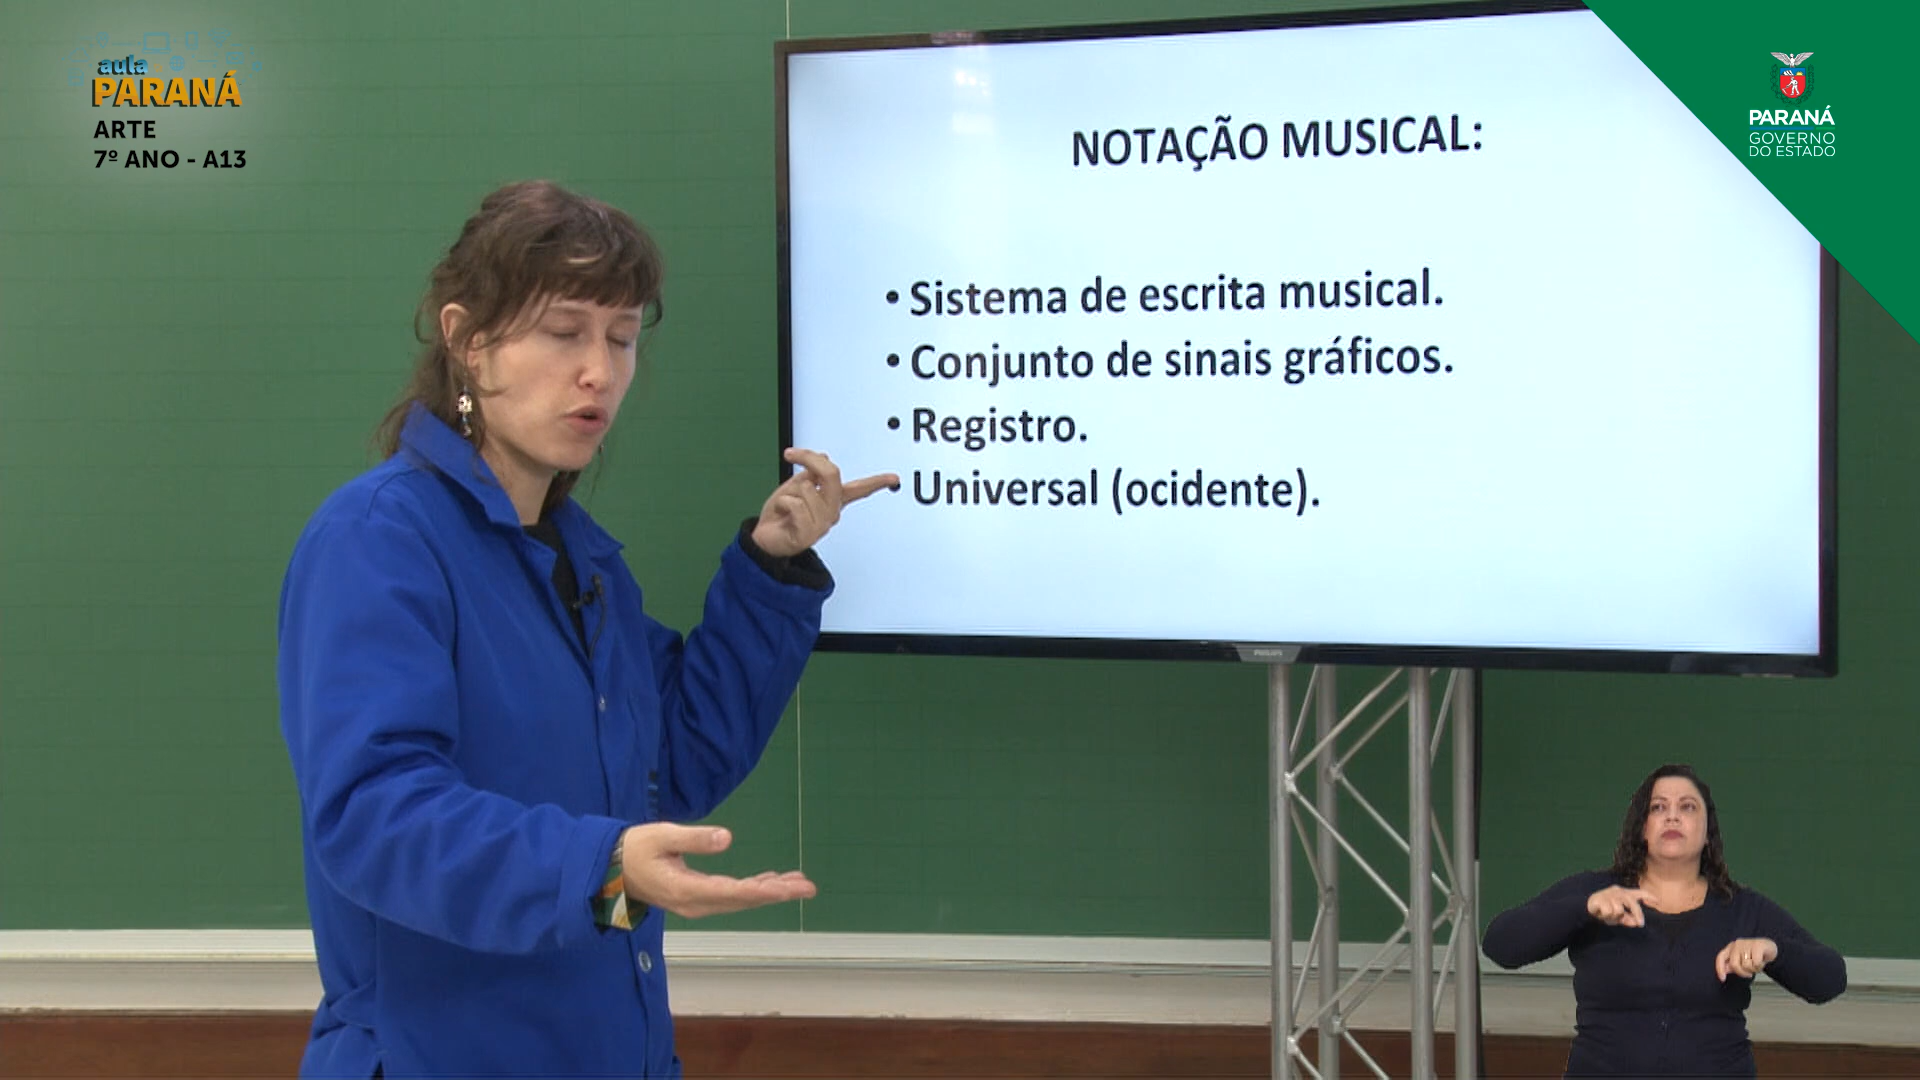 aula
PARANÁ
ARTE
7º ANO - A13
NOTAÇÃO MUSICAL:
• Sistema de escrita musical.
• Conjunto de sinais gráficos.
• Registro.
• Universal (ocidente).
PHILIPS
PARANÁ
GOVERNO
DO ESTADO